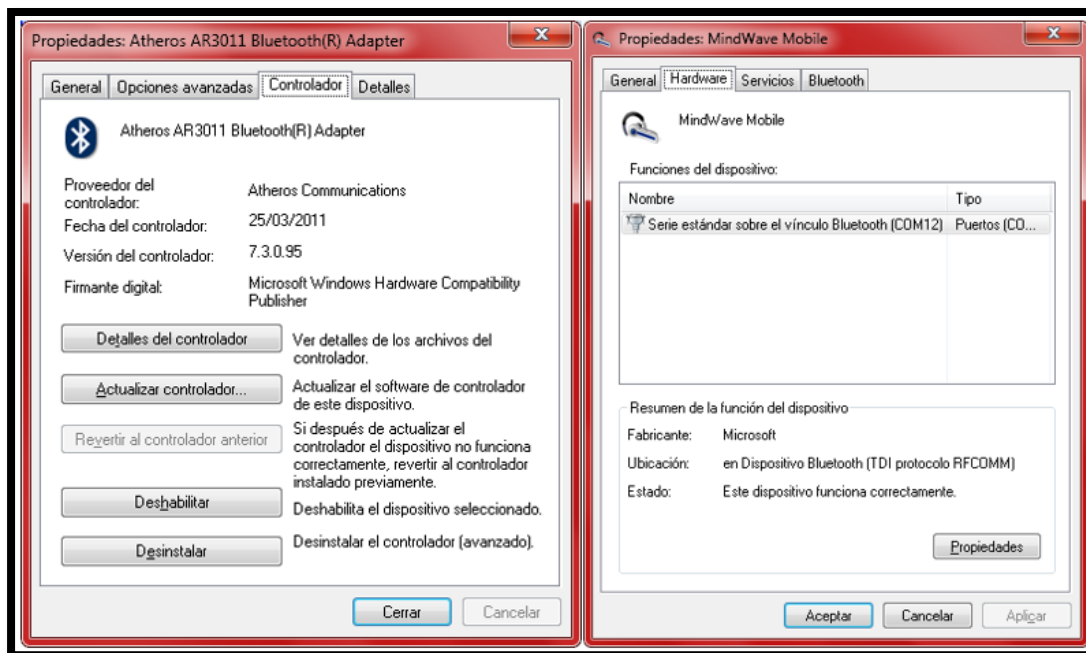 Propiedades: Atheros AR3011 Bluetooth(R) Adapter
General
Opciones avanzadas
Controlador
Detalles
Atheros AR3011 Bluetooth(R) Adapter
Proveedor del
controlador:
Atheros Communications
Fecha del controlador:
25/03/2011
Versión del controlador:
7.3.0.95
Firmante digital:
Microsoft Windows Hardware Compatibility
Publisher
Detalles del controlador
Ver detalles de los archivos del
controlador.
Actualizar controlador...
Actualizar el software de controlador
de este dispositivo.
Revertir al controlador anterior
Si después de actualizar el
controlador el dispositivo no funciona
correctamente, revertir al controlador
instalado previamente.
Deshabilitar
Deshabilita el dispositivo seleccionado.
Desinstalar
Desinstalar el controlador (avanzado).
Cerrar
Cancelar
Propiedades: MindWave Mobile
General
Hardware
Servicios
Bluetooth
MindWave Mobile
Funciones del dispositivo:
Nombre
Tipo
Serie estándar sobre el vínculo Bluetooth (COM12)
Puertos (CO...
Resumen de la función del dispositivo
Fabricante:
Microsoft
Ubicación:
en Dispositivo Bluetooth (TDI protocolo RFCOMM)
Estado:
Este dispositivo funciona correctamente.
Propiedades
Aceptar
Cancelar
Aplicar